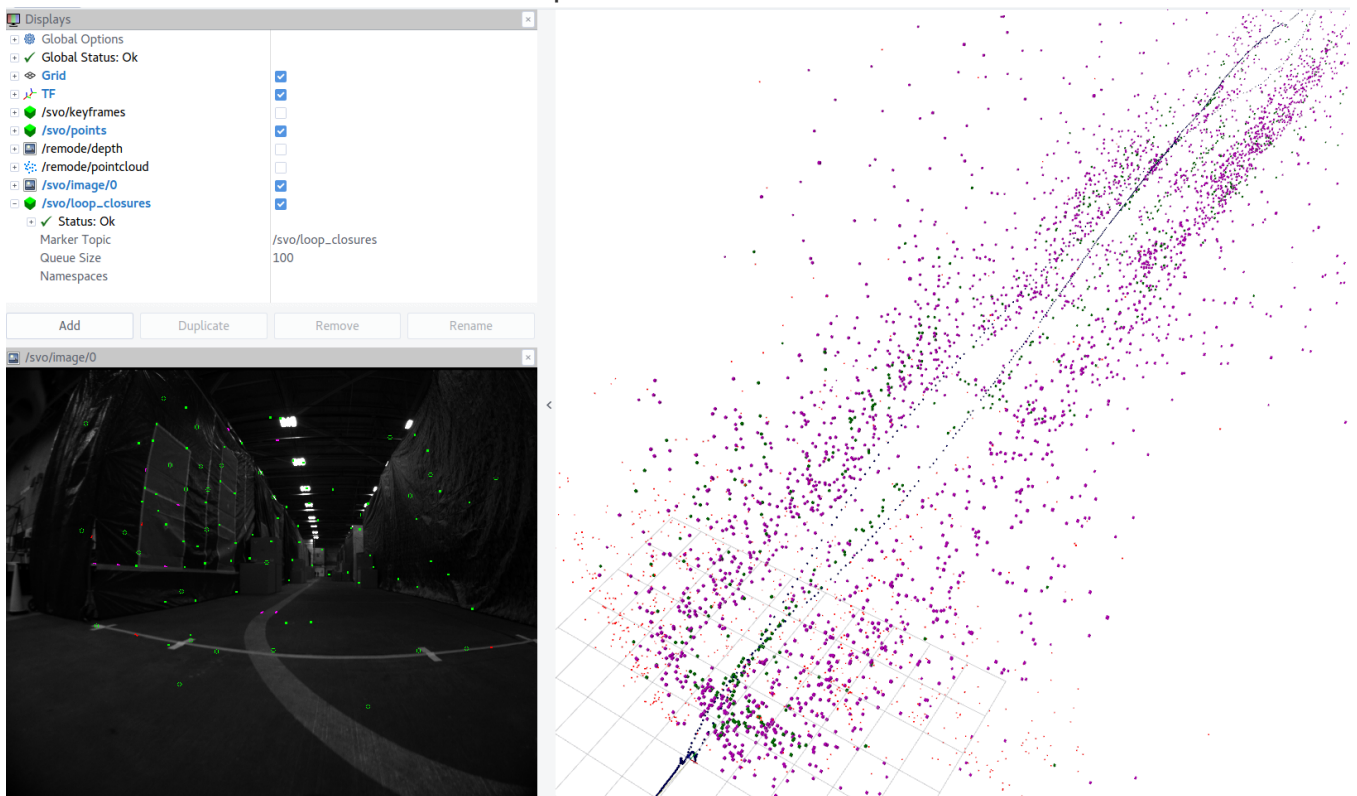 Displays
Global Options
Global Status: Ok
Grid
TF
/svo/keyframes
/svo/points
/remode/depth
/remode/pointcloud
/svo/image/0
/svo/loop_closures
Status: Ok
Marker Topic /svo/loop_closures
Queue Size 100
Namespaces
Add Duplicate Remove Rename
/svo/image/0